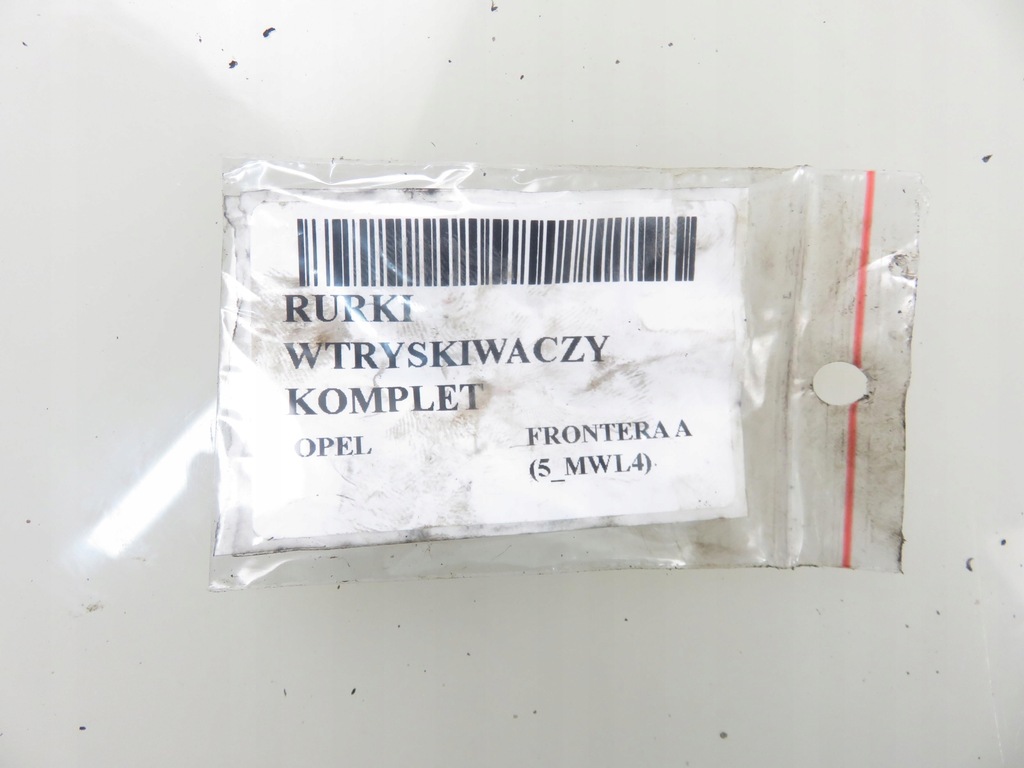 RURKI
WTRYSKIWACZY
KOMPLET
OPEL FRONTERA A
(5_MWL4)